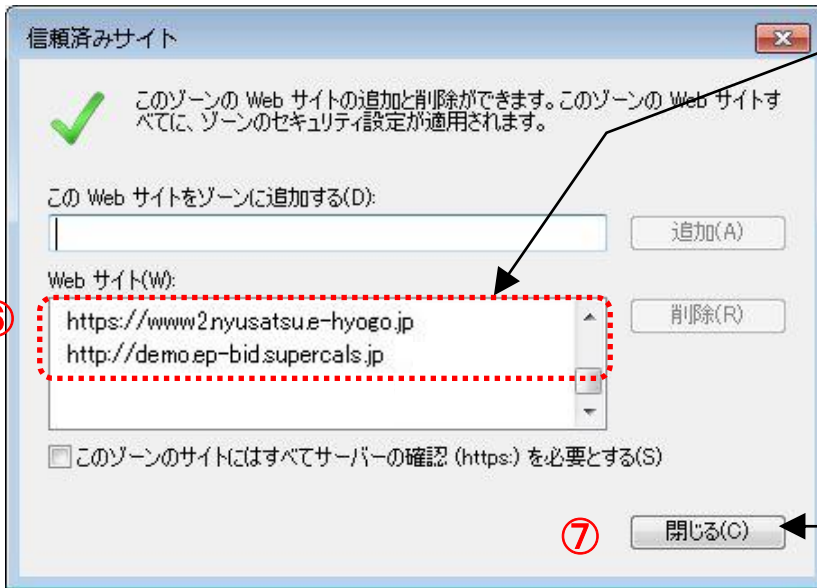 信頼済みサイト
このゾーンの Web サイトの追加と削除ができます。このゾーンの Web サイトす
べてに、ゾーンのセキュリティ設定が適用されます。
この Web サイトをゾーンに追加する(D):
追加(A)
Web サイト(W):
https://www2.nyusatsu.e-hyogo.jp
削除(R)
http://demo.ep-bid.supercals.jp
このゾーンのサイトにはすべてサーバーの確認 (https:) を必要とする(S)
⑦
閉じる(C)